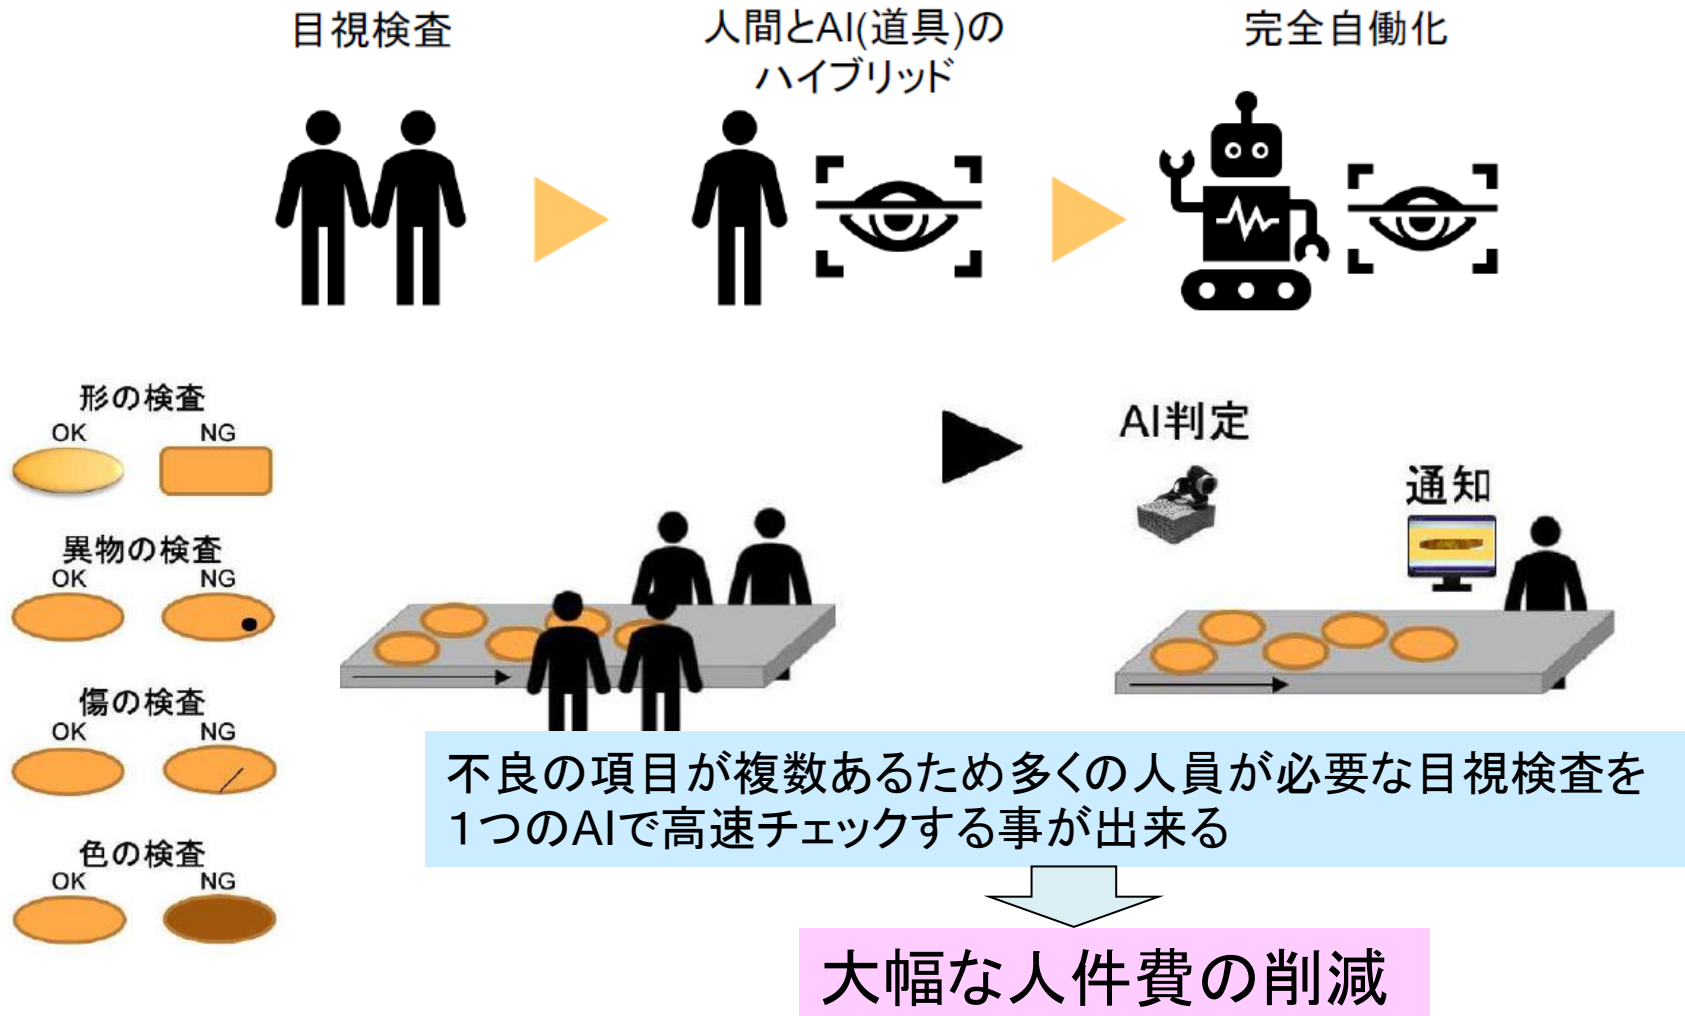 目視検査
人間とAI(道具)の
ハイブリッド
完全自働化
形の検査
OK NG
異物の検査
OK NG
傷の検査
OK NG
色の検査
OK NG
AI判定
通知
不良の項目が複数あるため多くの人員が必要な目視検査を
１つのAIで高速チェックする事が出来る
大幅な人件費の削減